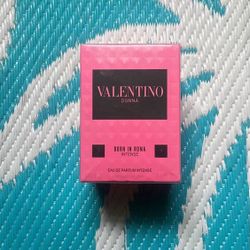 VALENTINO
DONNA
BORN IN ROMA
INTENSE
EAU DE PARFUM INTENSE